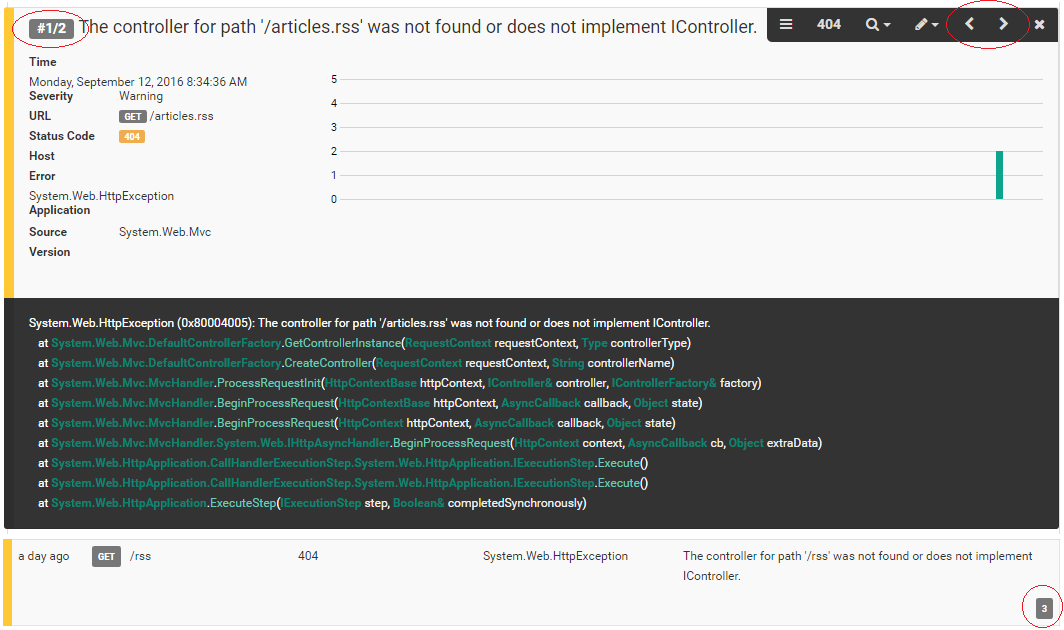 #1/2 The controller for path '/articles.rss' was not found or does not implement IController.
404
Time
Monday, September 12, 2016 8:34:36 AM
Severity Warning
URL GET /articles.rss
Status Code 404
Host
Error
System.Web.HttpException
Application
Source System.Web.Mvc
Version
5
4
3
2
1
0
System.Web.HttpException (0x80004005): The controller for path '/articles.rss' was not found or does not implement IController.
at System.Web.Mvc.DefaultControllerFactory.GetControllerInstance(RequestContext requestContext, Type controllerType)
at System.Web.Mvc.DefaultControllerFactory.CreateController(RequestContext requestContext, String controllerName)
at System.Web.Mvc.MvcHandler.ProcessRequestInit(HttpContextBase httpContext, IController& controller, IControllerFactory& factory)
at System.Web.Mvc.MvcHandler.BeginProcessRequest(HttpContextBase httpContext, AsyncCallback callback, Object state)
at System.Web.Mvc.MvcHandler.BeginProcessRequest(HttpContext httpContext, AsyncCallback callback, Object state)
at System.Web.Mvc.MvcHandler.System.Web.IHttpAsyncHandler.BeginProcessRequest(HttpContext context, AsyncCallback cb, Object extraData)
at System.Web.HttpApplication.CallHandlerExecutionStep.System.Web.HttpApplication.IExecutionStep.Execute()
at System.Web.HttpApplication.CallHandlerExecutionStep.System.Web.HttpApplication.IExecutionStep.Execute()
at System.Web.HttpApplication.ExecuteStep(IExecutionStep step, Boolean& completedSynchronously)
a day ago GET /rss 404 System.Web.HttpException The controller for path '/rss' was not found or does not implement
IController.
3